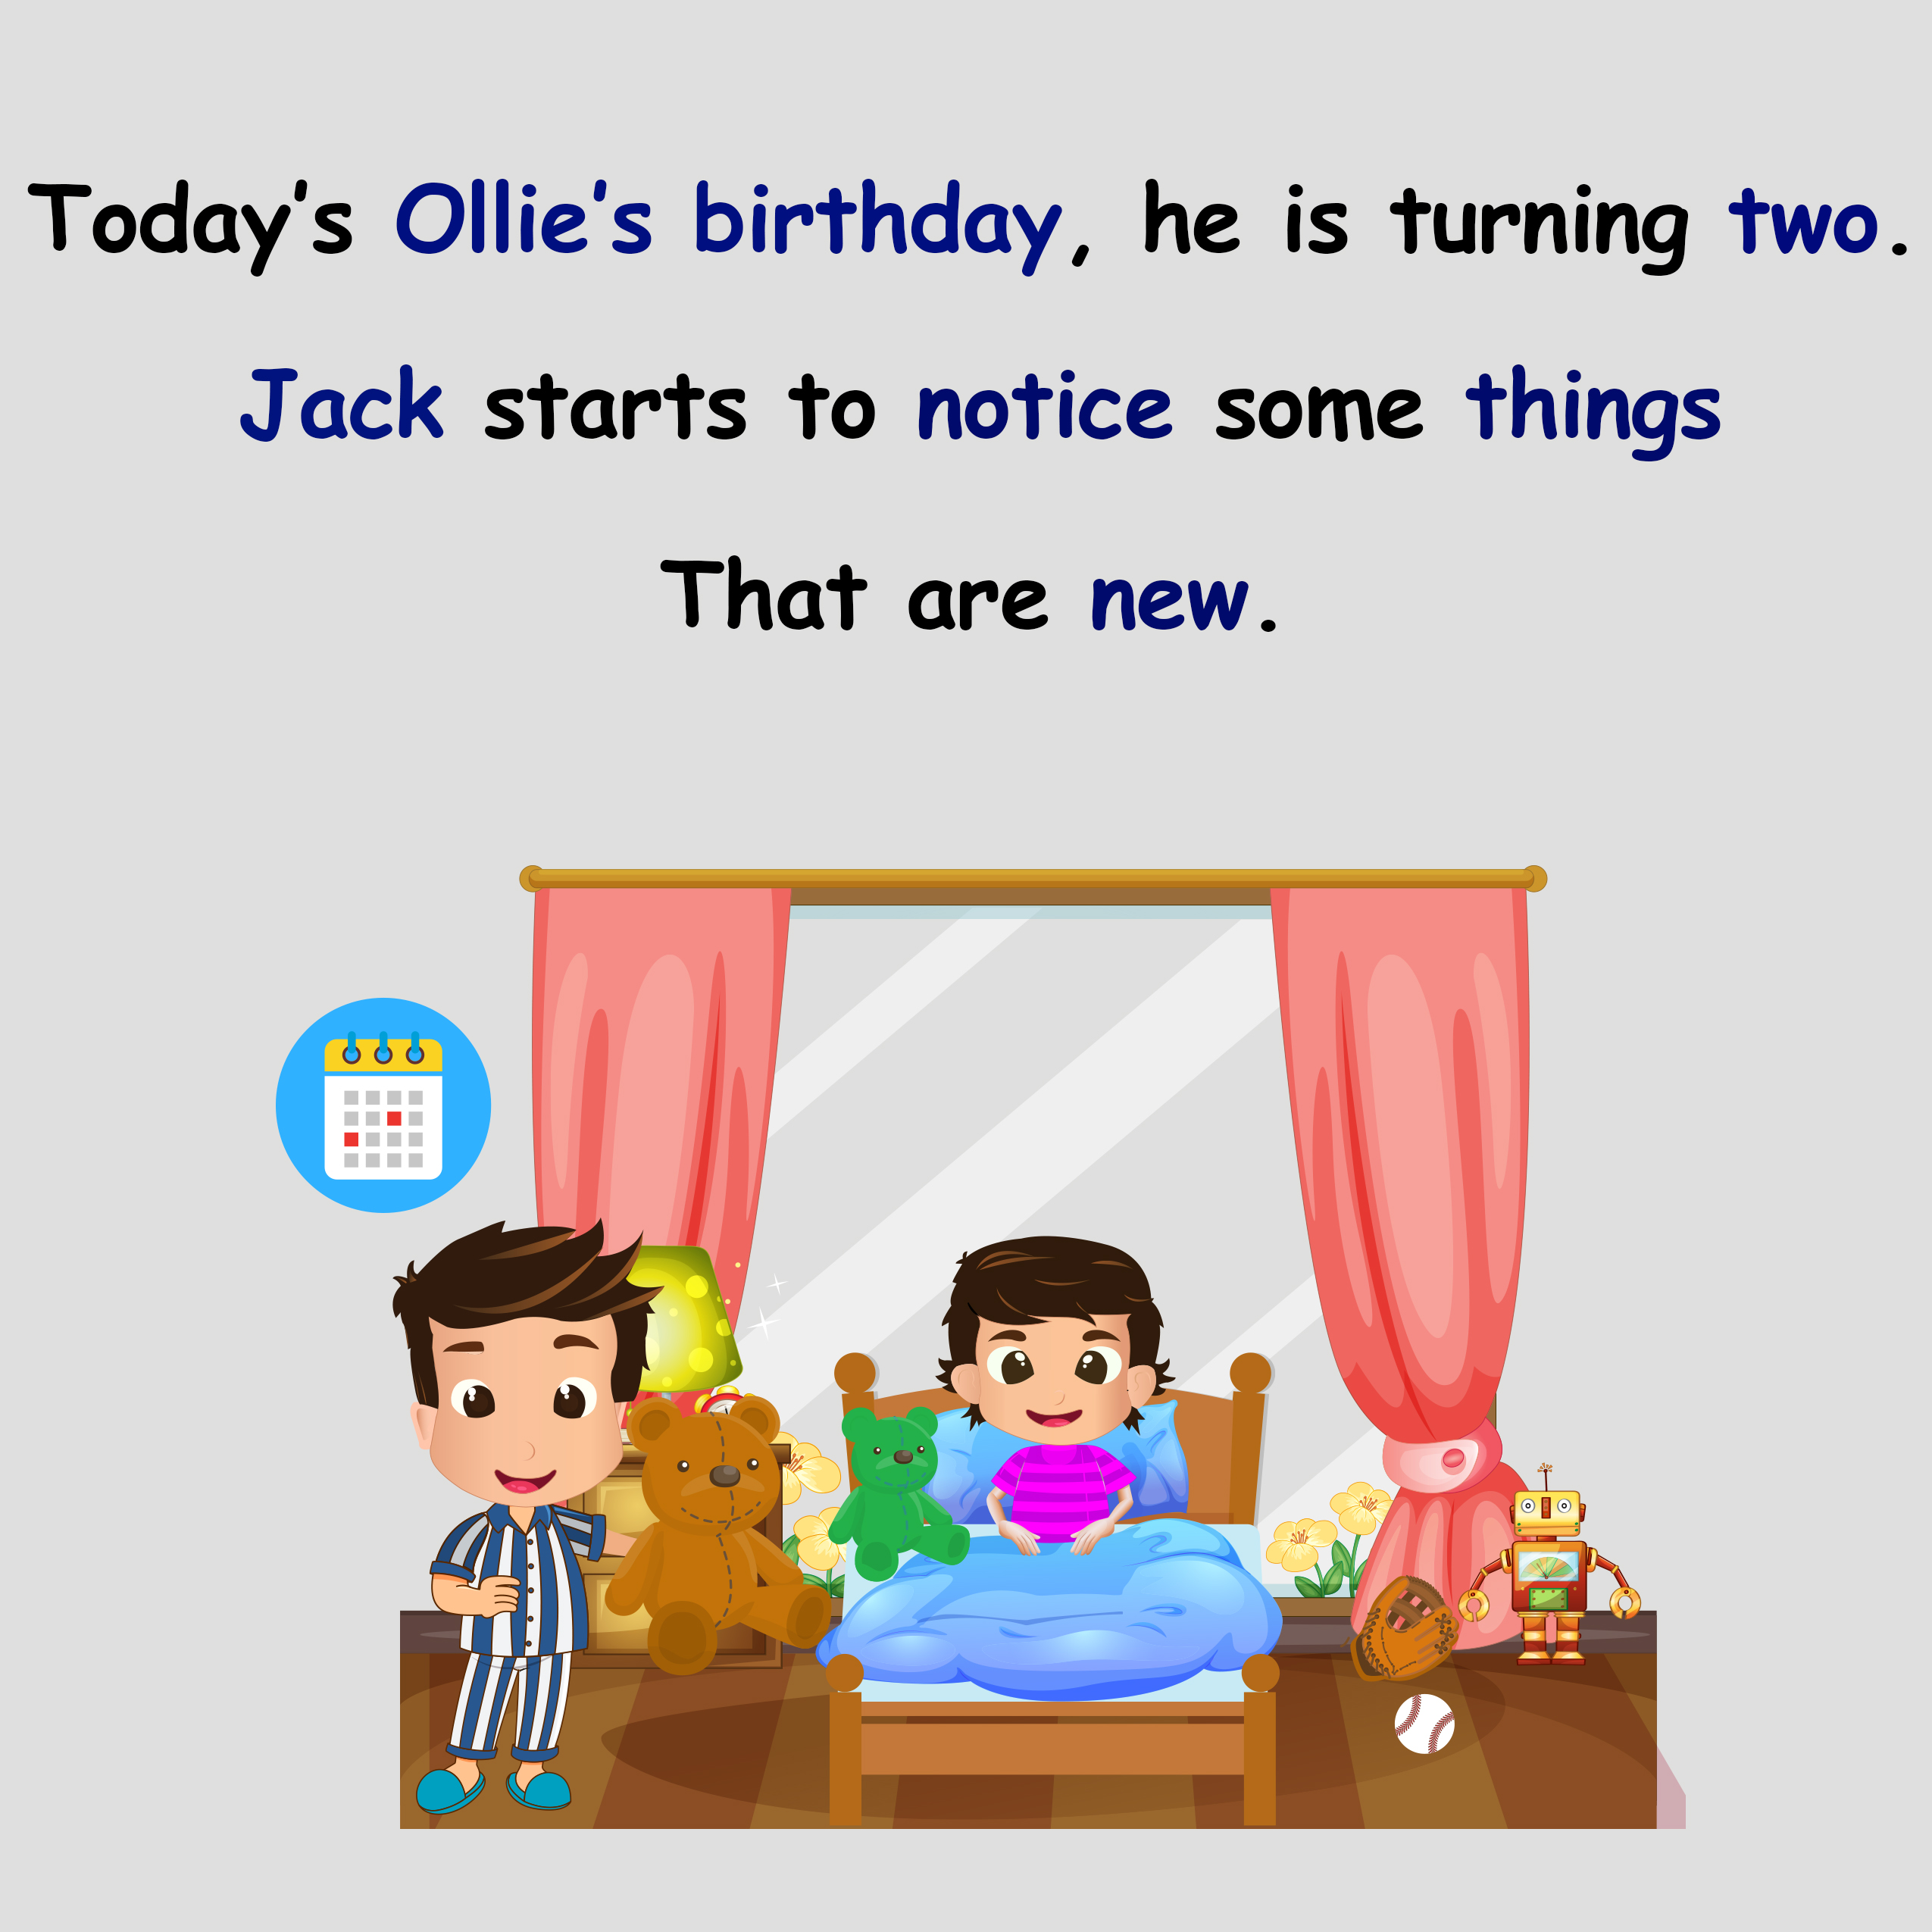 Today's Ollie's birthday, he is turning two.
Jack starts to notice some things
That are new.